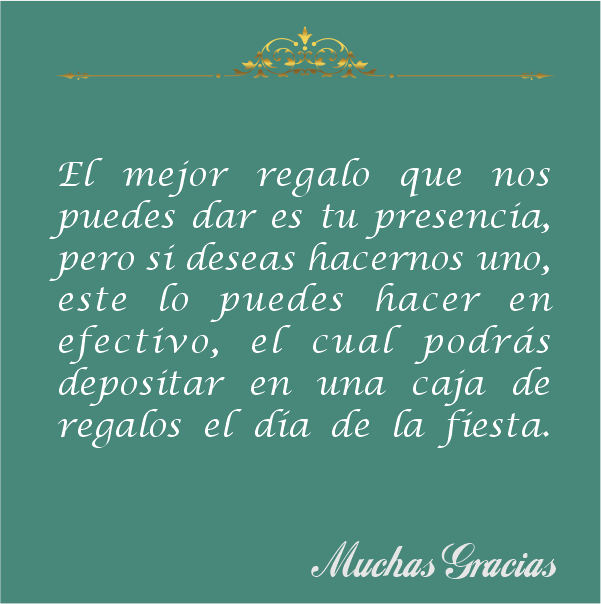 El mejor regalo que nos
puedes dar es tu presencia,
pero si deseas hacernos uno,
este lo puedes hacer en
efectivo, el cual podrás
depositar en una caja de
regalos el día de la fiesta.
Muchas Gracias